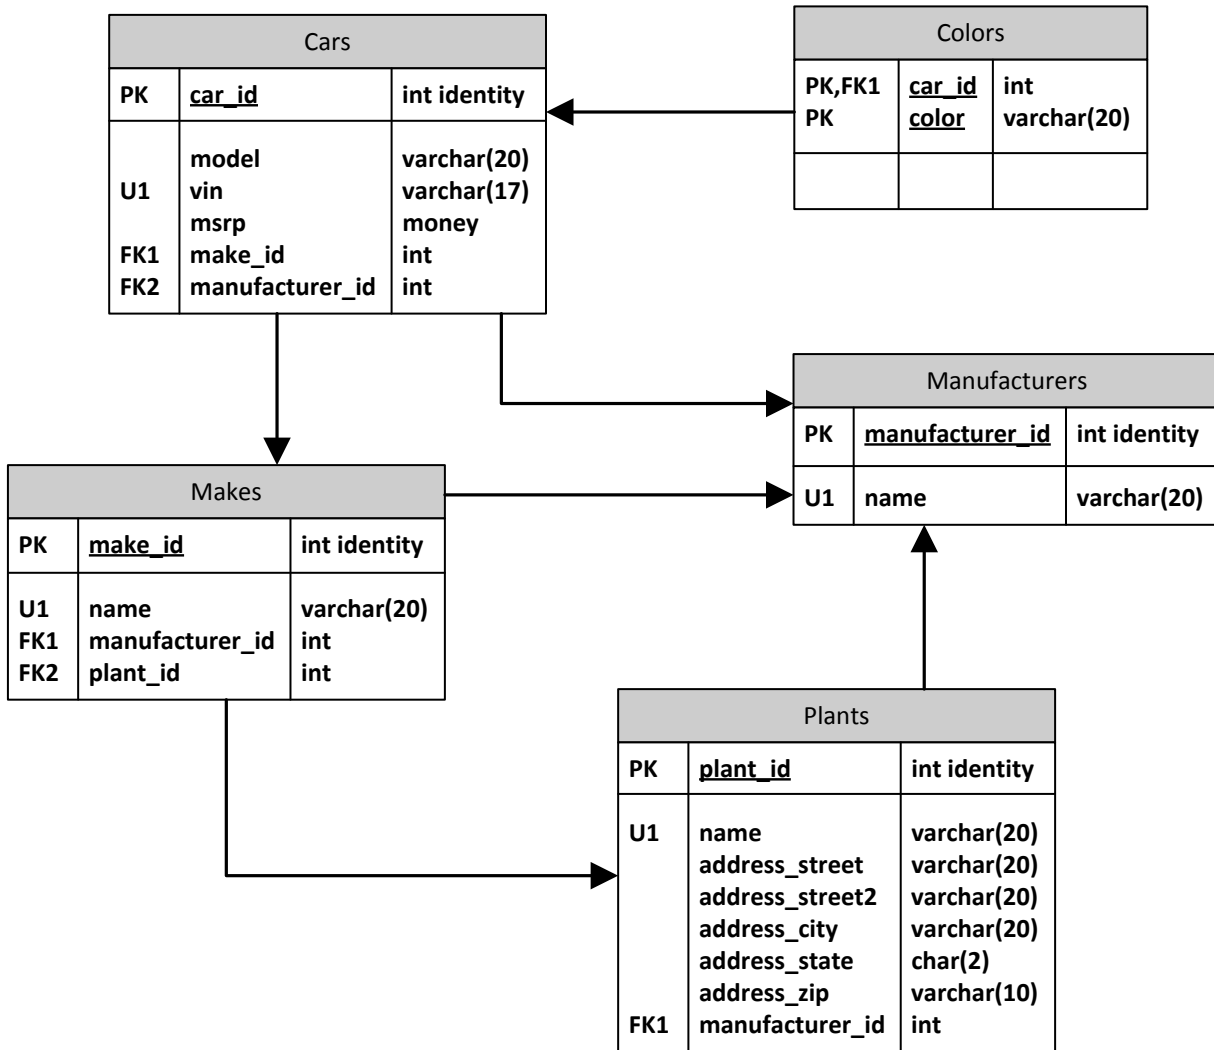 Cars
PK car_id int identity
model varchar(20)
U1 vin varchar(17)
msrp money
FK1 make_id int
FK2 manufacturer_id int
Colors
PK,FK1 car_id int
PK color varchar(20)
Manufacturers
PK manufacturer_id int identity
U1 name varchar(20)
Makes
PK make_id int identity
U1 name varchar(20)
FK1 manufacturer_id int
FK2 plant_id int
Plants
PK plant_id int identity
U1 name varchar(20)
address_street varchar(20)
address_street2 varchar(20)
address_city varchar(20)
address_state char(2)
address_zip varchar(10)
FK1 manufacturer_id int